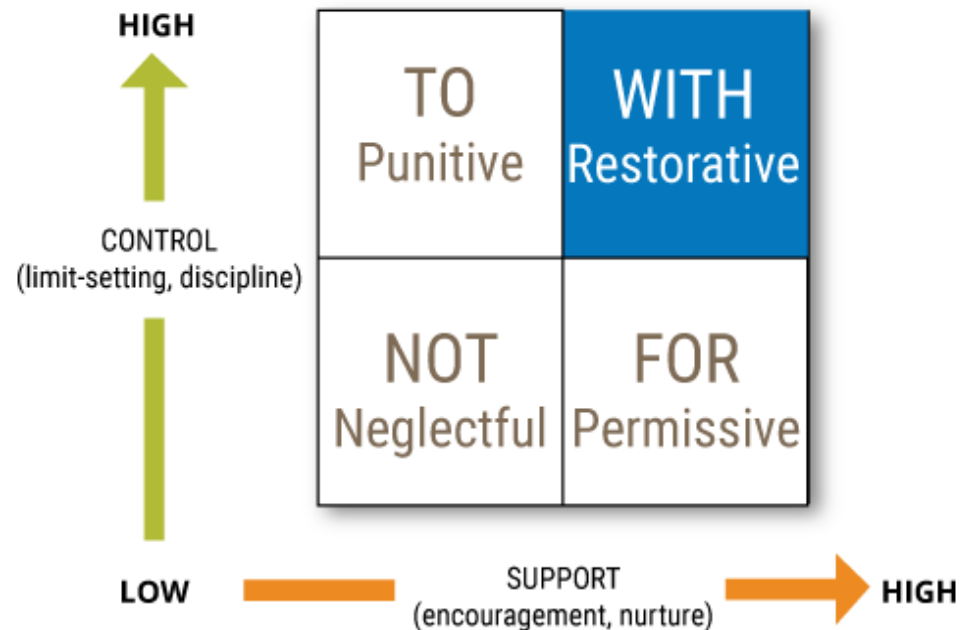 HIGH
TO
Punitive
WITH
Restorative
CONTROL
(limit-setting, discipline)
NOT
Neglectful
FOR
Permissive
LOW
SUPPORT
(encouragement, nurture)
HIGH